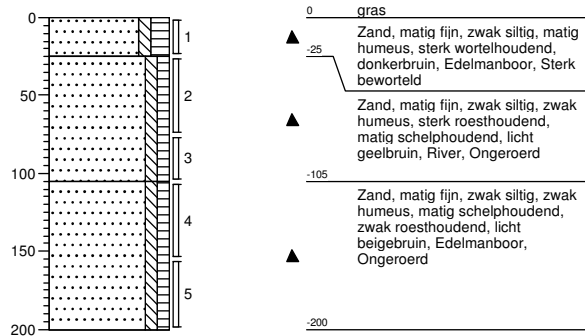 0
50
100
150
200
1
2
3
4
5
0 gras
Zand, matig fijn, zwak siltig, matig
humeus, sterk wortelhoudend,
donkerbruin, Edelmanboor, Sterk
beworteld
-25
Zand, matig fijn, zwak siltig, zwak
humeus, sterk roesthoudend,
matig schelphoudend, licht
geelbruin, River, Ongeroerd
-105
Zand, matig fijn, zwak siltig, zwak
humeus, matig schelphoudend,
zwak roesthoudend, licht
beigebruin, Edelmanboor,
Ongeroerd
-200